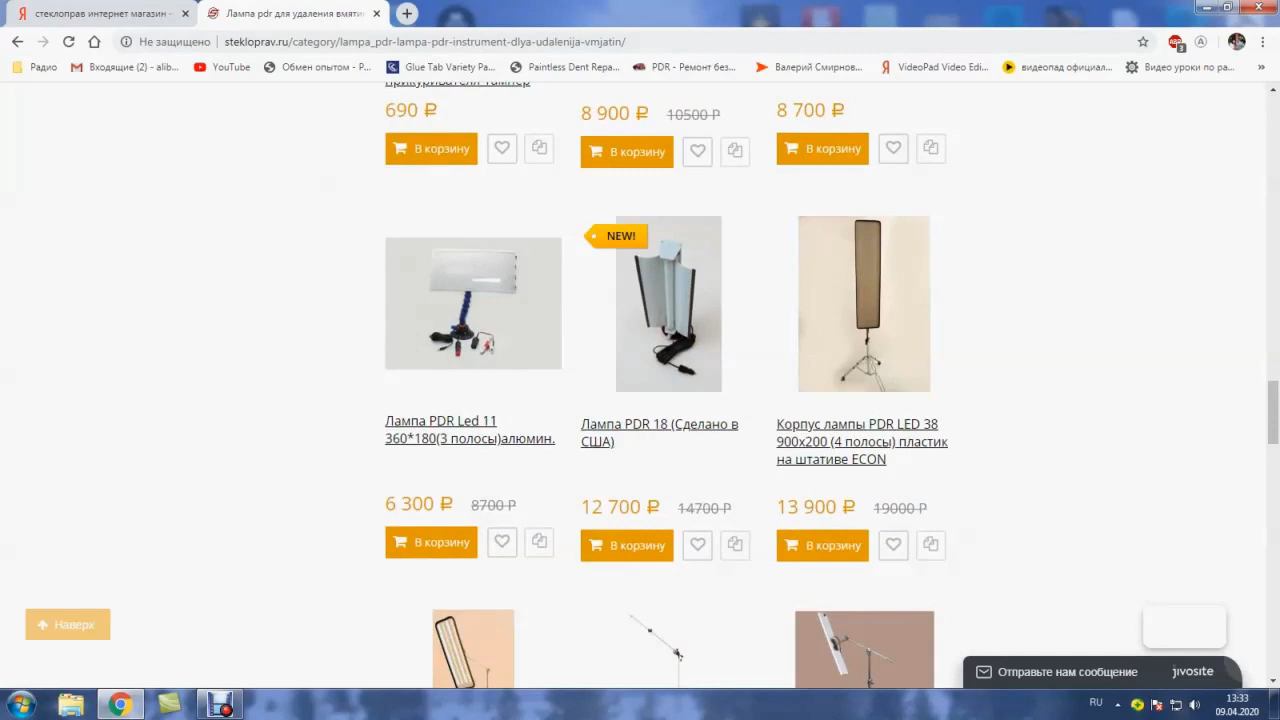 стеклоправ интернет магазин –
Лампа pdr для удаления вмяти
Не защищено
stekloprav.ru/category/lampa_pdr-lampa-pdr-instrument-dlya-udalenija-vmjatin/
Радио
Входящие (2) - alib...
YouTube
Обмен опытом - P...
Glue Tab Variety Pa...
Paintless Dent Repa...
PDR - Ремонт без...
Валерий Смирнов...
VideoPad Video Edi...
видеопад официал...
Видео уроки по ра...
»
прикуривателя Тампер
690 ₽
8 900 ₽ 10500 Р
8 700 ₽
В корзину
В корзину
В корзину
NEW!
Лампа PDR Led 11
360*180(3 полосы)алюмин.
Лампа PDR 18 (Сделано в
США)
Корпус лампы PDR LED 38
900x200 (4 полосы) пластик
на штативе ECON
6 300 ₽ 8700 Р
12 700 ₽ 14700 Р
13 900 ₽ 19000 Р
В корзину
В корзину
В корзину
Наверх
Отправьте нам сообщение
jivosite
RU
13:33
09.04.2020